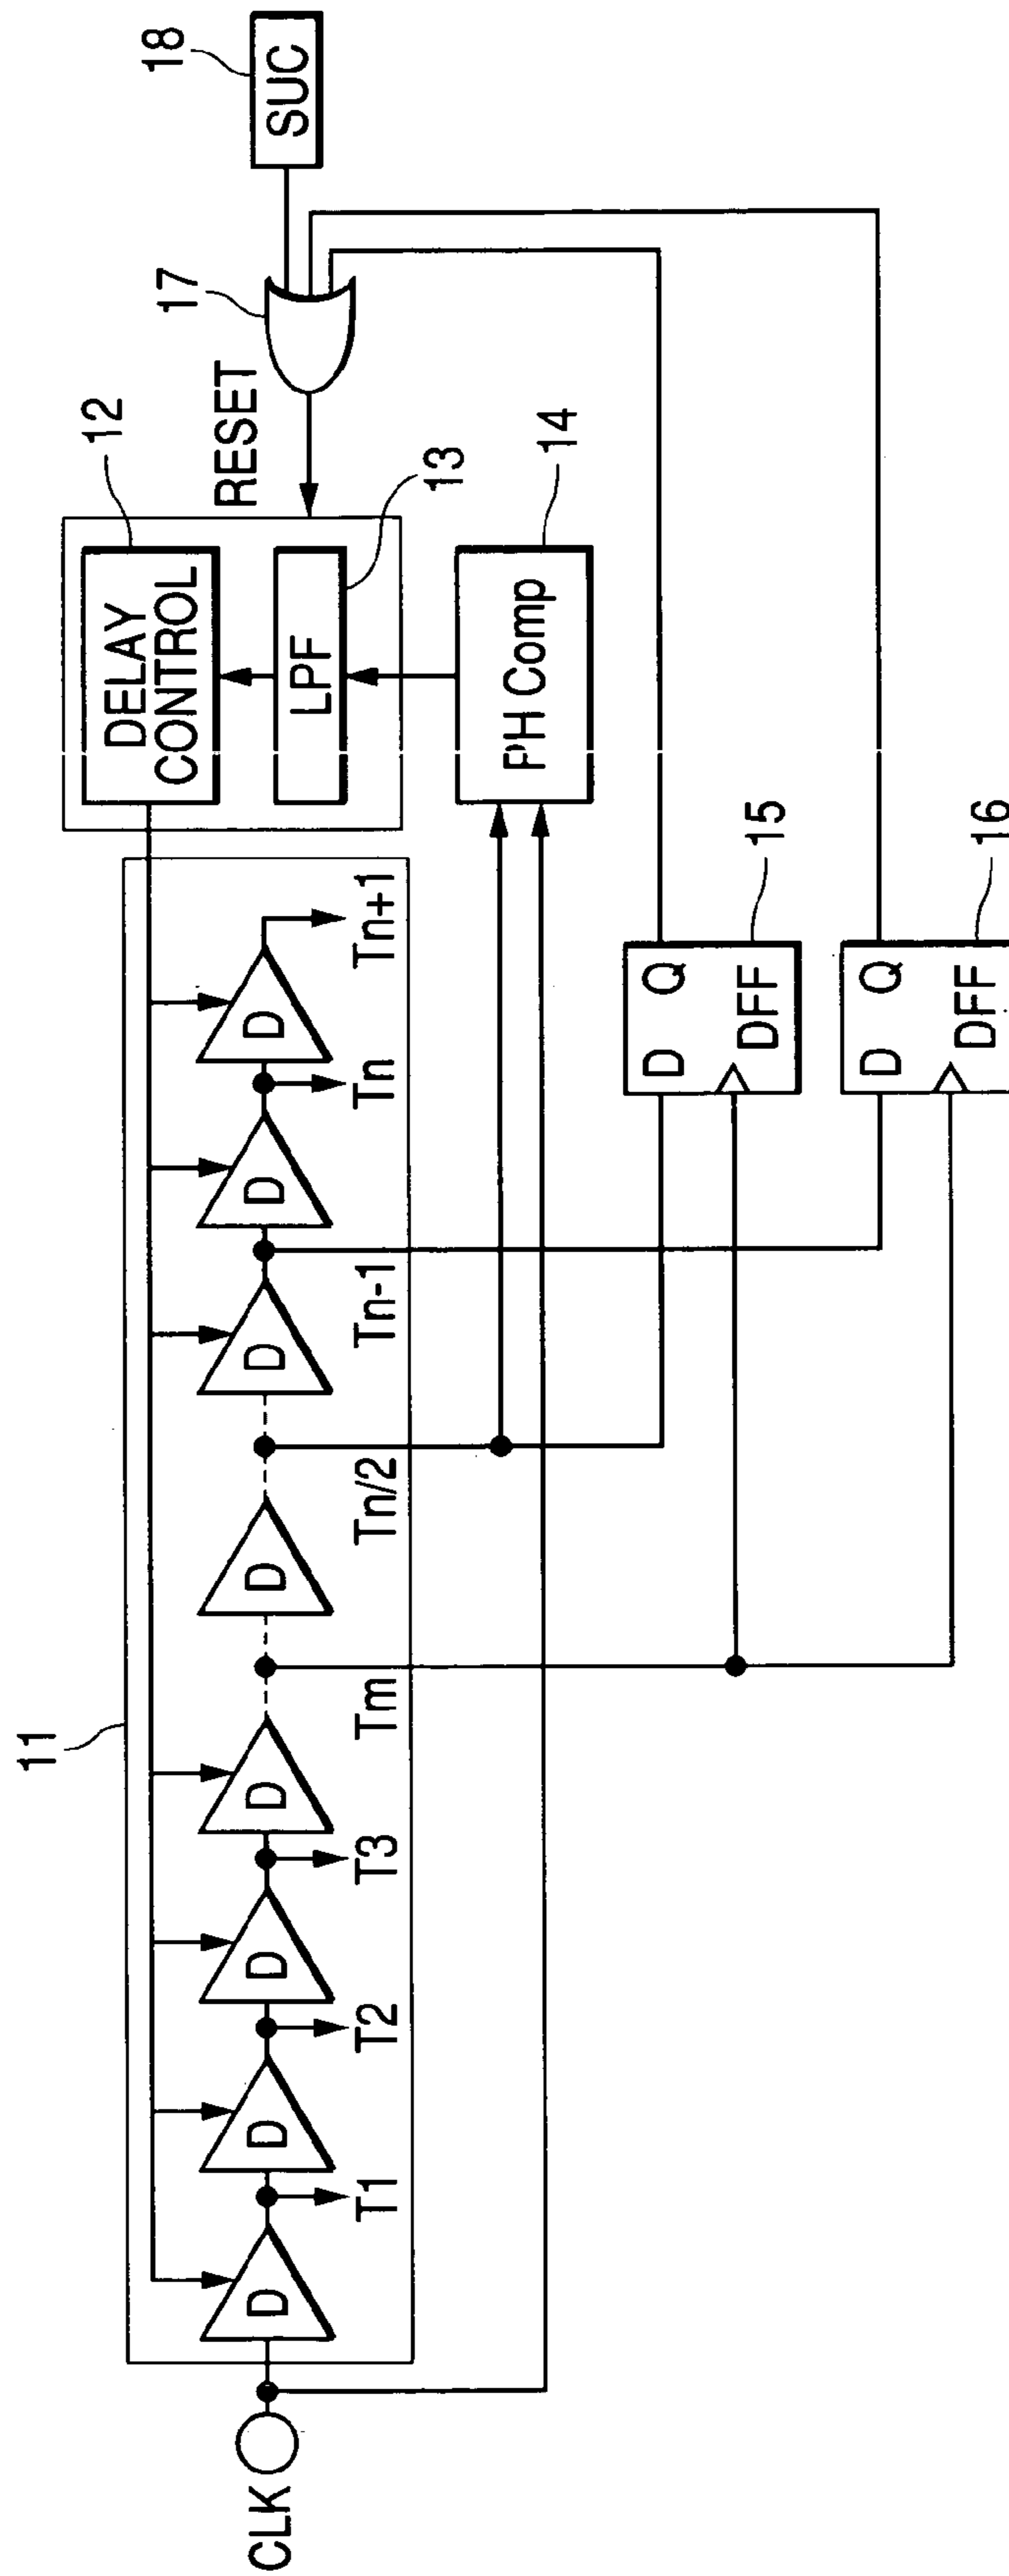 18
SUC
17
RESET
12
DELAY
CONTROL
LPF
13
PH Comp
14
11
CLK
D
D
D
D
D
D
D
D
T1
T2
T3
Tm
Tn/2
Tn-1
Tn
Tn+1
D Q
DFF
15
D Q
DFF
16